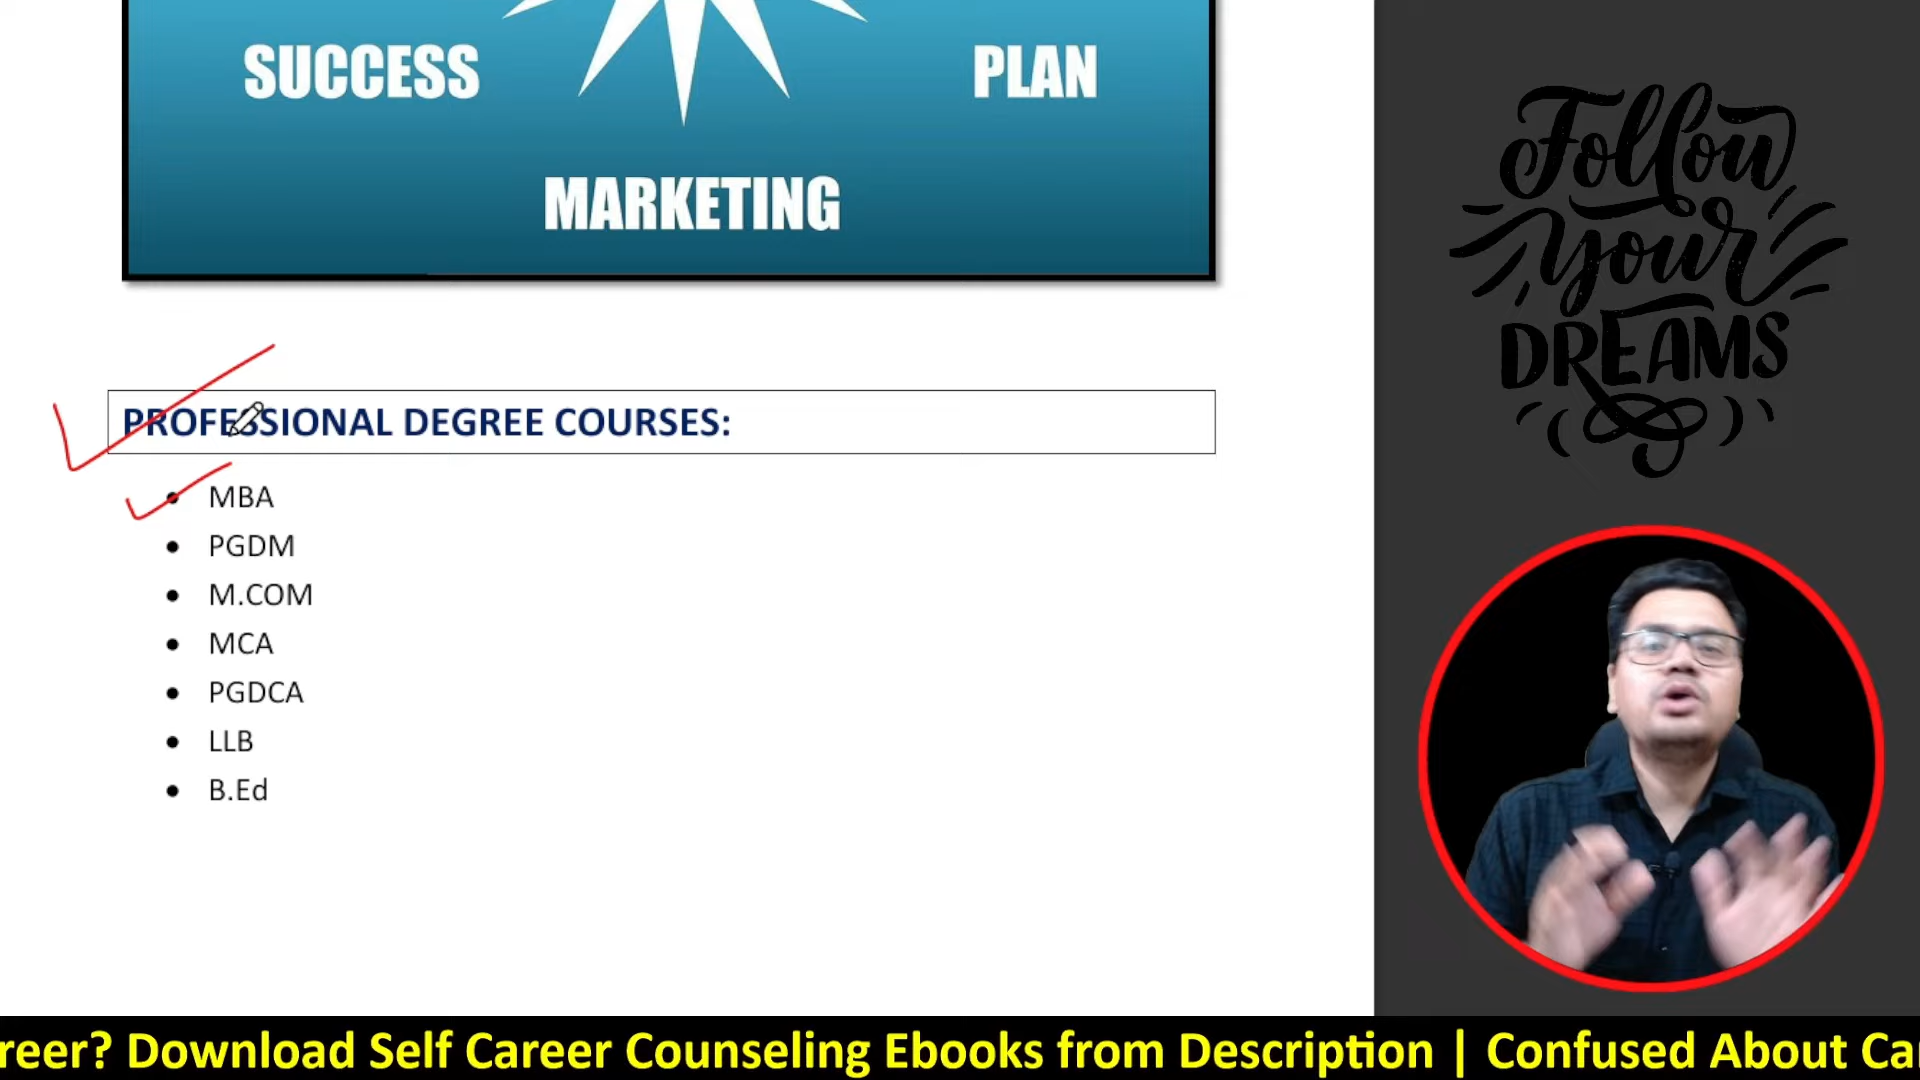 SUCCESS
PLAN
MARKETING
PROFESSIONAL DEGREE COURSES:
MBA
PGDM
M.COM
MCA
PGDCA
LLB
B.Ed
Follow
Your
DREAMS
reer? Download Self Career Counseling Ebooks from Description | Confused About Ca